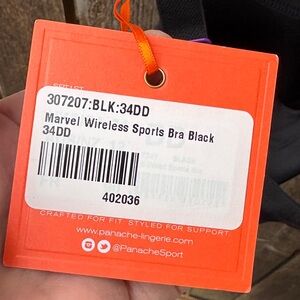 307207:BLK:34DD
Marvel Wireless Sports Bra Black
34DD
402036
CRAFTED FOR FIT. STYLED FOR SUPPORT.
www.panache-lingerie.com
@PanacheSport